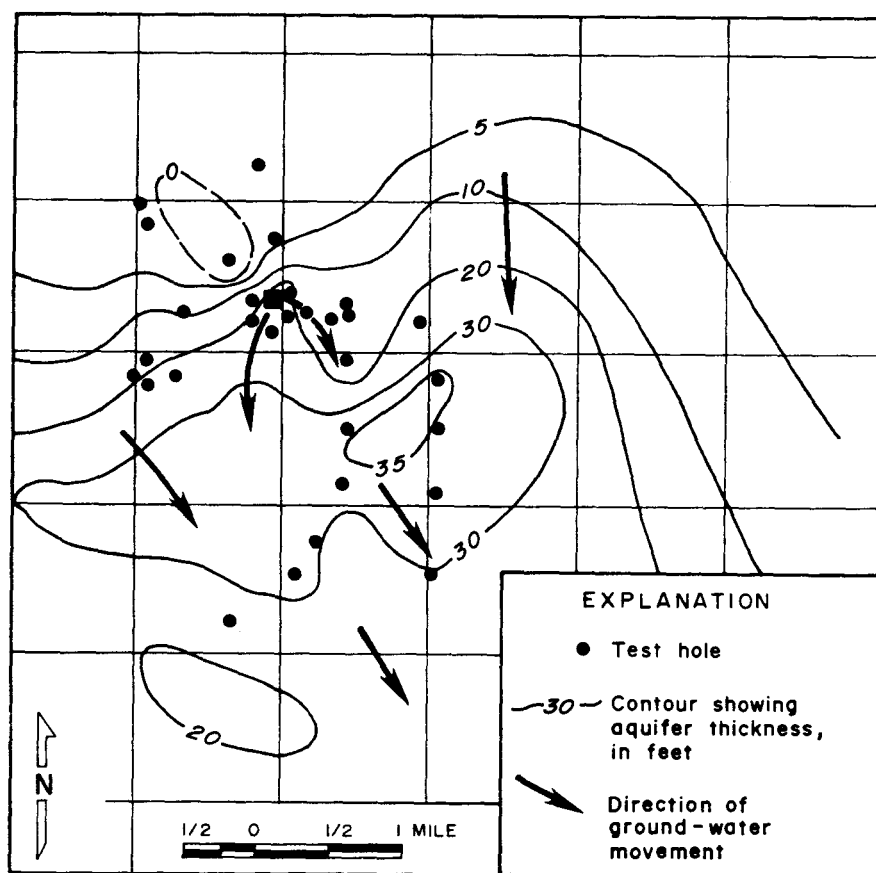 5
0
10
20
30
35
30
20
N
1/2 0 1/2 1 MILE
EXPLANATION
Test hole
30 Contour showing
aquifer thickness,
in feet
Direction of
ground-water
movement